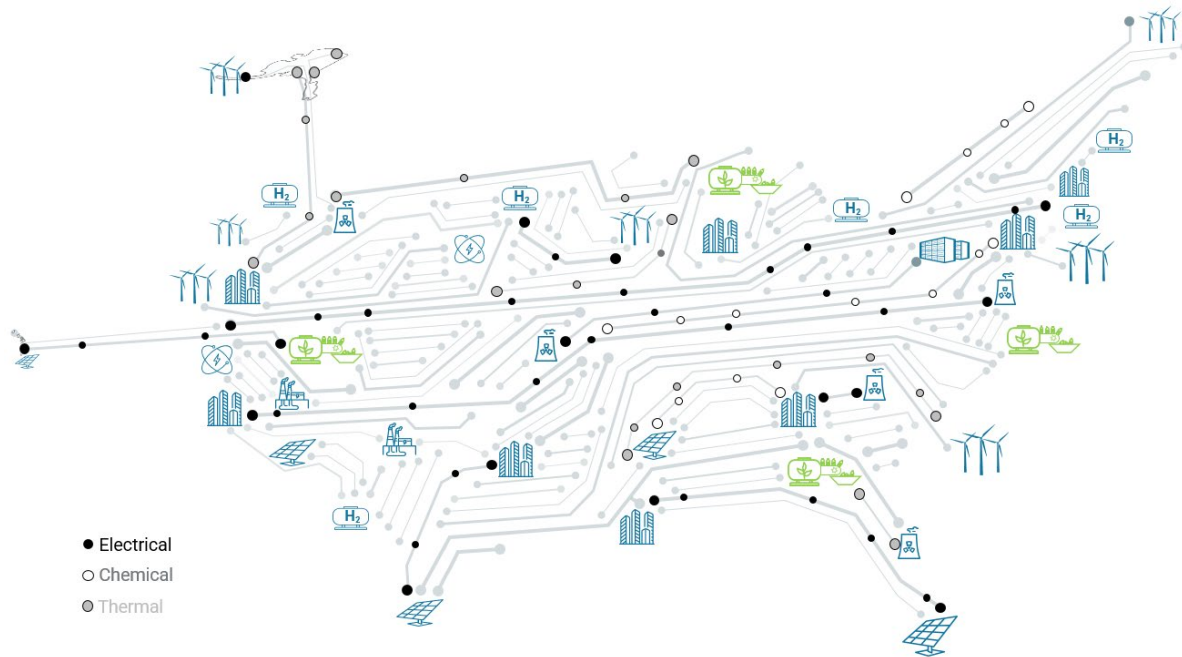 H₂
H₂
H₂
H₂
H₂
H₂
Electrical
Chemical
Thermal